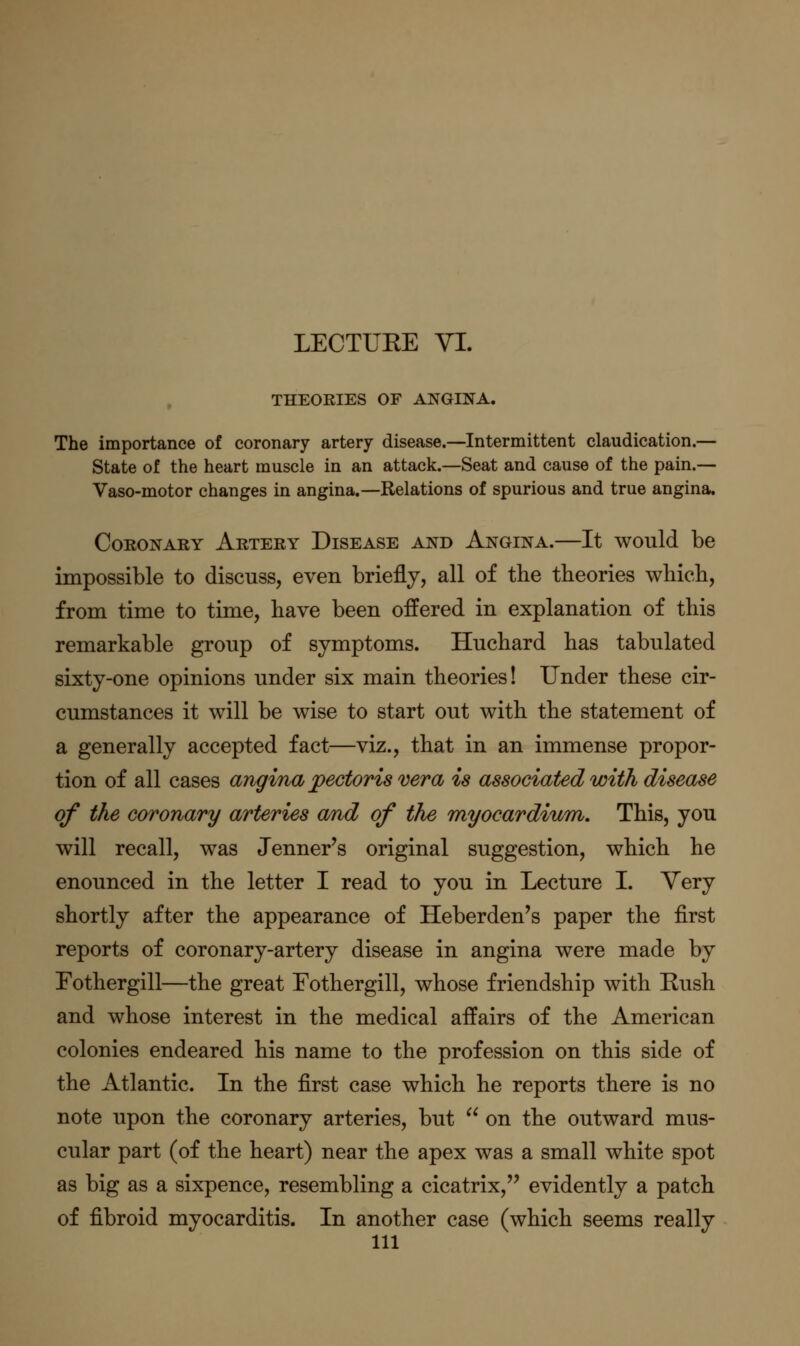 LECTURE VI.
THEORIES OF ANGINA.
The importance of coronary artery disease.—Intermittent claudication.—
State of the heart muscle in an attack.—Seat and cause of the pain.—
Vaso-motor changes in angina.—Relations of spurious and true angina.
Coronary Artery Disease and Angina.—It would be
impossible to discuss, even briefly, all of the theories which,
from time to time, have been offered in explanation of this
remarkable group of symptoms. Huchard has tabulated
sixty-one opinions under six main theories! Under these cir-
cumstances it will be wise to start out with the statement of
a generally accepted fact—viz., that in an immense propor-
tion of all cases angina pectoris vera is associated with disease
of the coronary arteries and of the myocardium. This, you
will recall, was Jenner's original suggestion, which he
enounced in the letter I read to you in Lecture I. Very
shortly after the appearance of Heberden's paper the first
reports of coronary-artery disease in angina were made by
Fothergill—the great Fothergill, whose friendship with Rush
and whose interest in the medical affairs of the American
colonies endeared his name to the profession on this side of
the Atlantic. In the first case which he reports there is no
note upon the coronary arteries, but “ on the outward mus-
cular part (of the heart) near the apex was a small white spot
as big as a sixpence, resembling a cicatrix,” evidently a patch
of fibroid myocarditis. In another case (which seems really
111